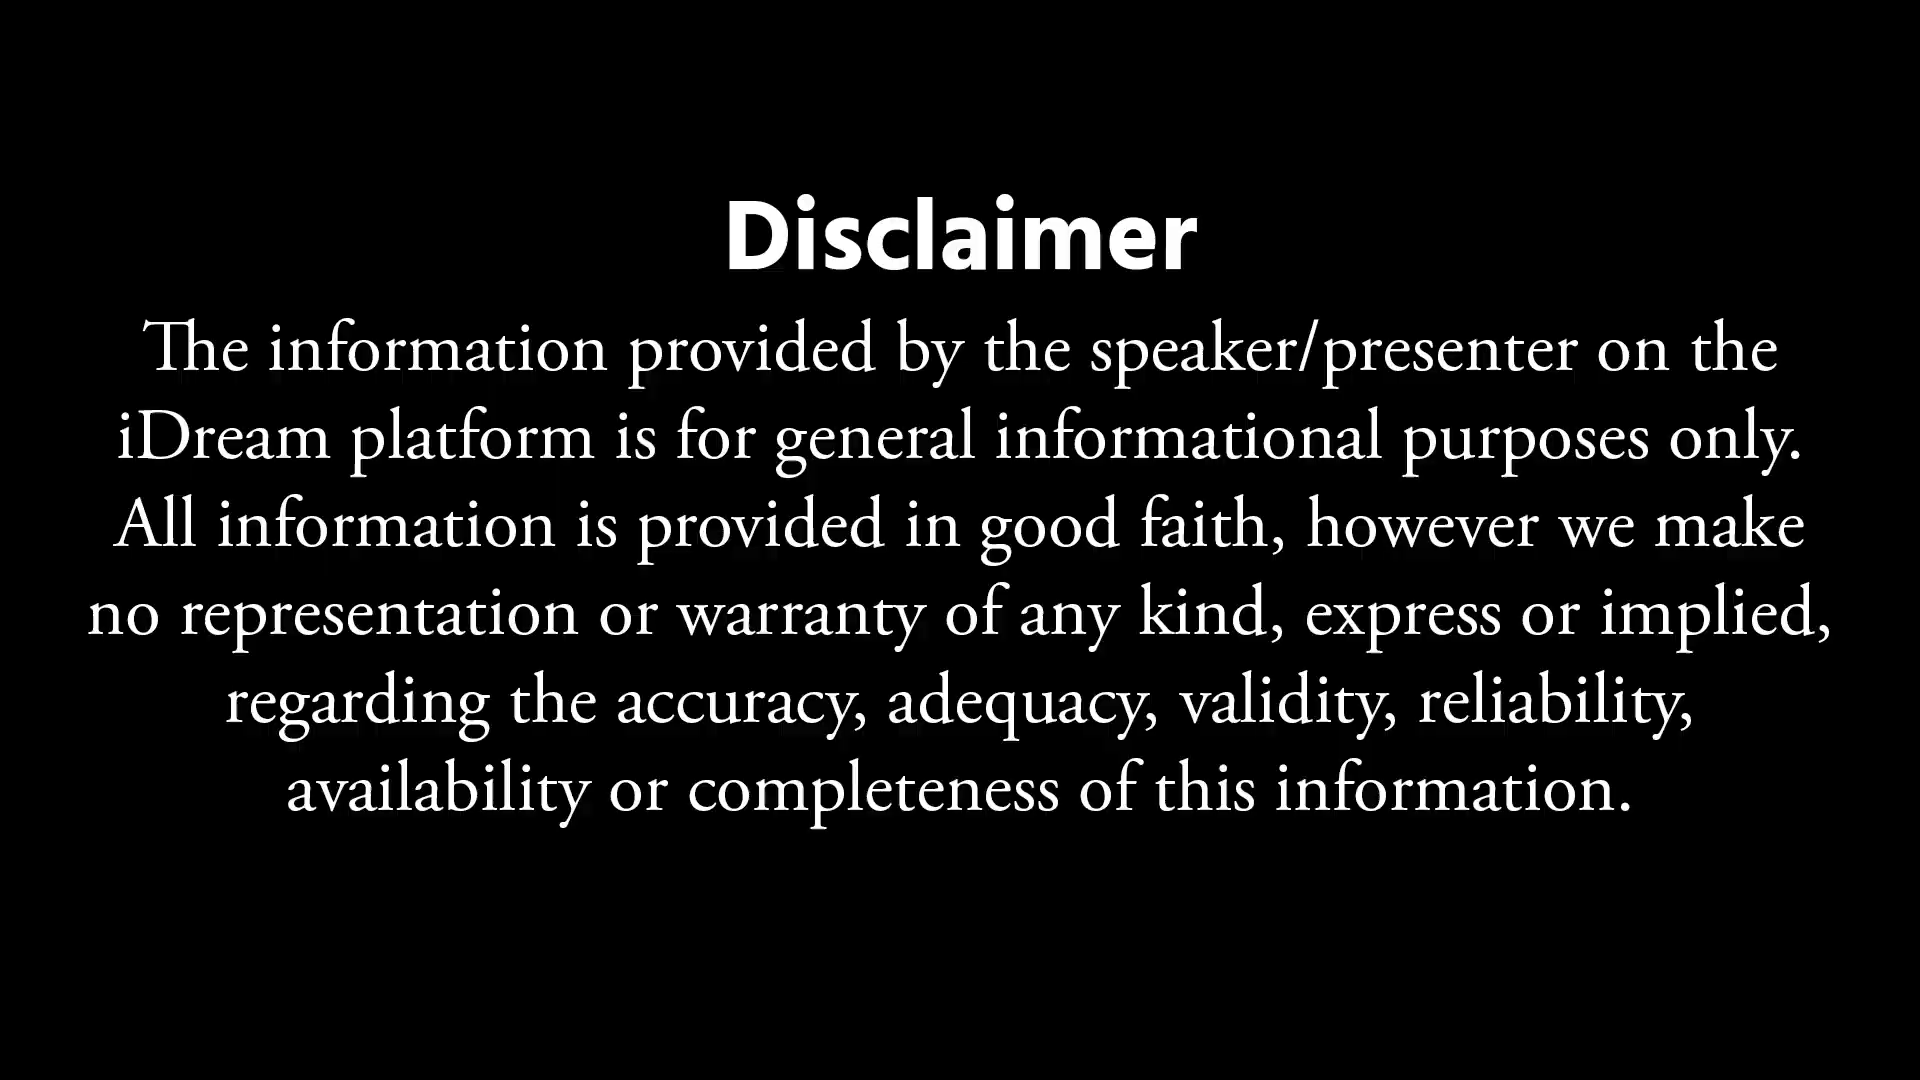 Disclaimer
The information provided by the speaker/presenter on the
iDream platform is for general informational purposes only.
All information is provided in good faith, however we make
no representation or warranty of any kind, express or implied,
regarding the accuracy, adequacy, validity, reliability,
availability or completeness of this information.